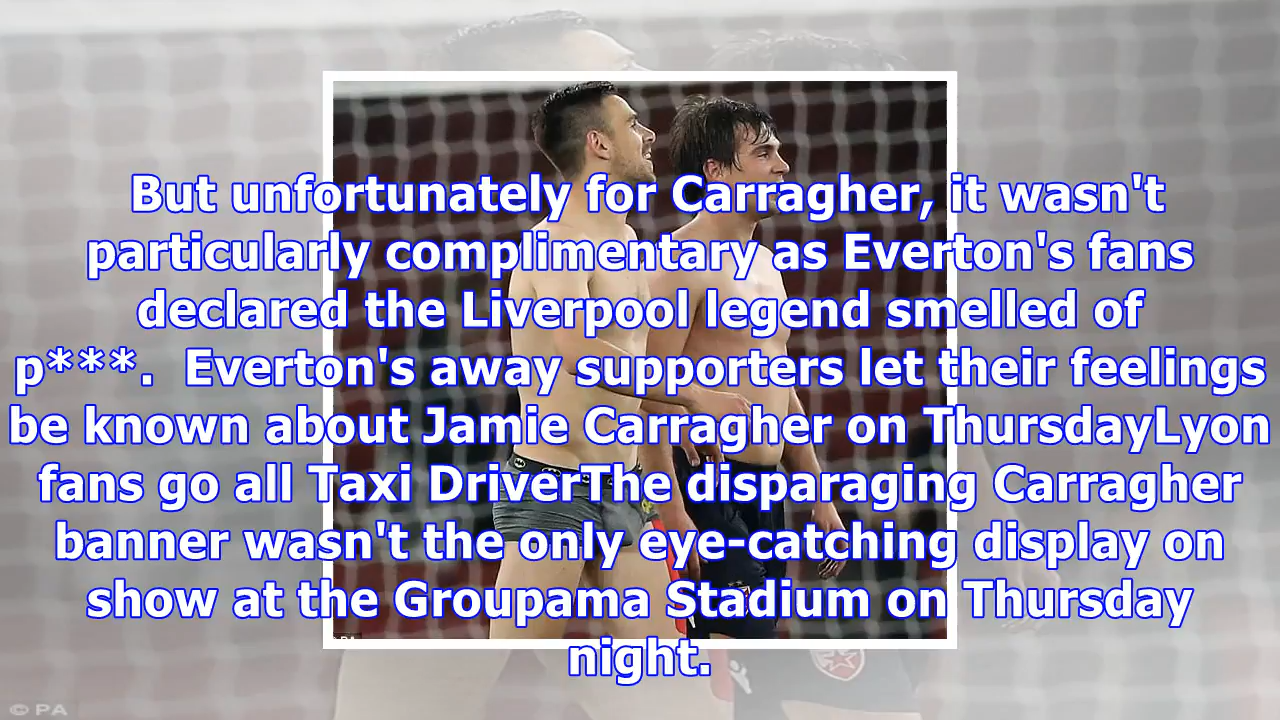 But unfortunately for Carragher, it wasn't
particularly complimentary as Everton's fans
declared the Liverpool legend smelled of
p***.  Everton's away supporters let their feelings
be known about Jamie Carragher on ThursdayLyon
fans go all Taxi DriverThe disparaging Carragher
banner wasn't the only eye-catching display on
show at the Groupama Stadium on Thursday
night.
© PA